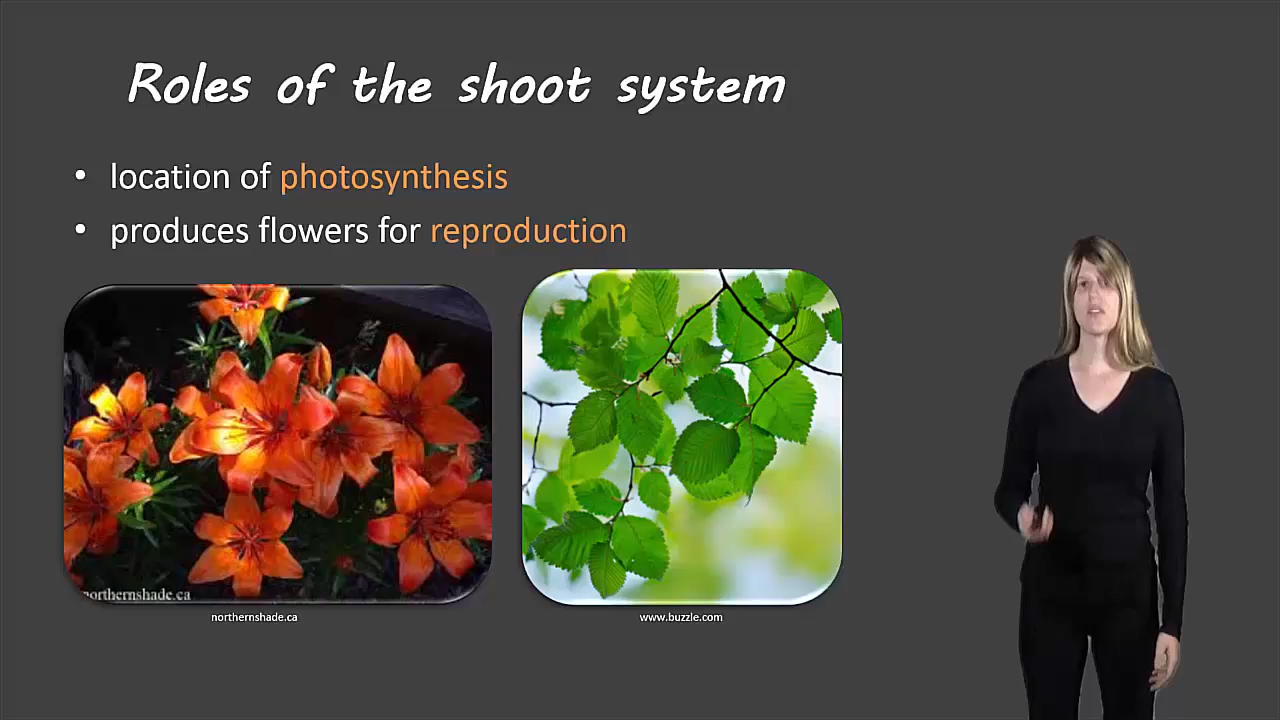 Roles of the shoot system
• location of photosynthesis
• produces flowers for reproduction
northernshade.ca
northernshade.ca
www.buzzle.com